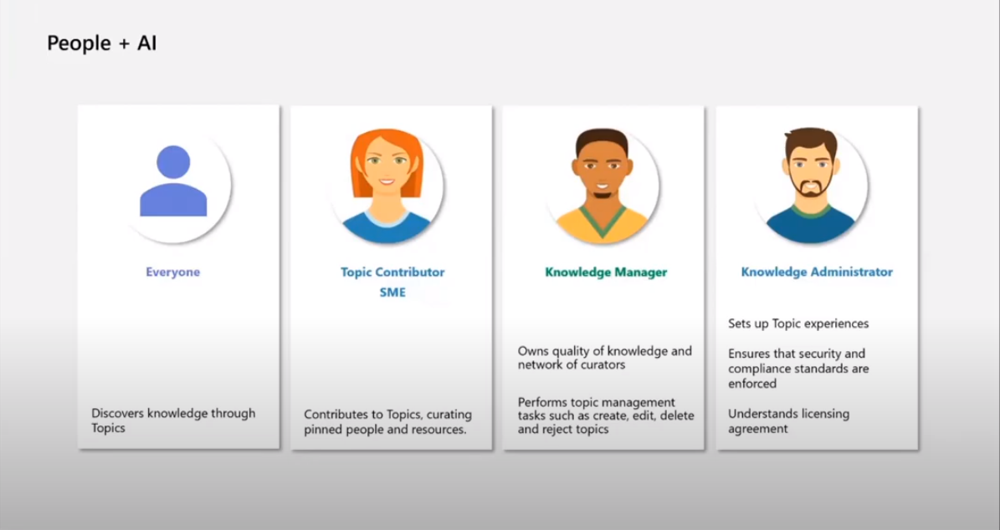 People + AI
Everyone
Discovers knowledge through
Topics
Topic Contributor
SME
Contributes to Topics, curating
pinned people and resources.
Knowledge Manager
Owns quality of knowledge and
network of curators
Performs topic management
tasks such as create, edit, delete
and reject topics
Knowledge Administrator
Sets up Topic experiences
Ensures that security and
compliance standards are
enforced
Understands licensing
agreement